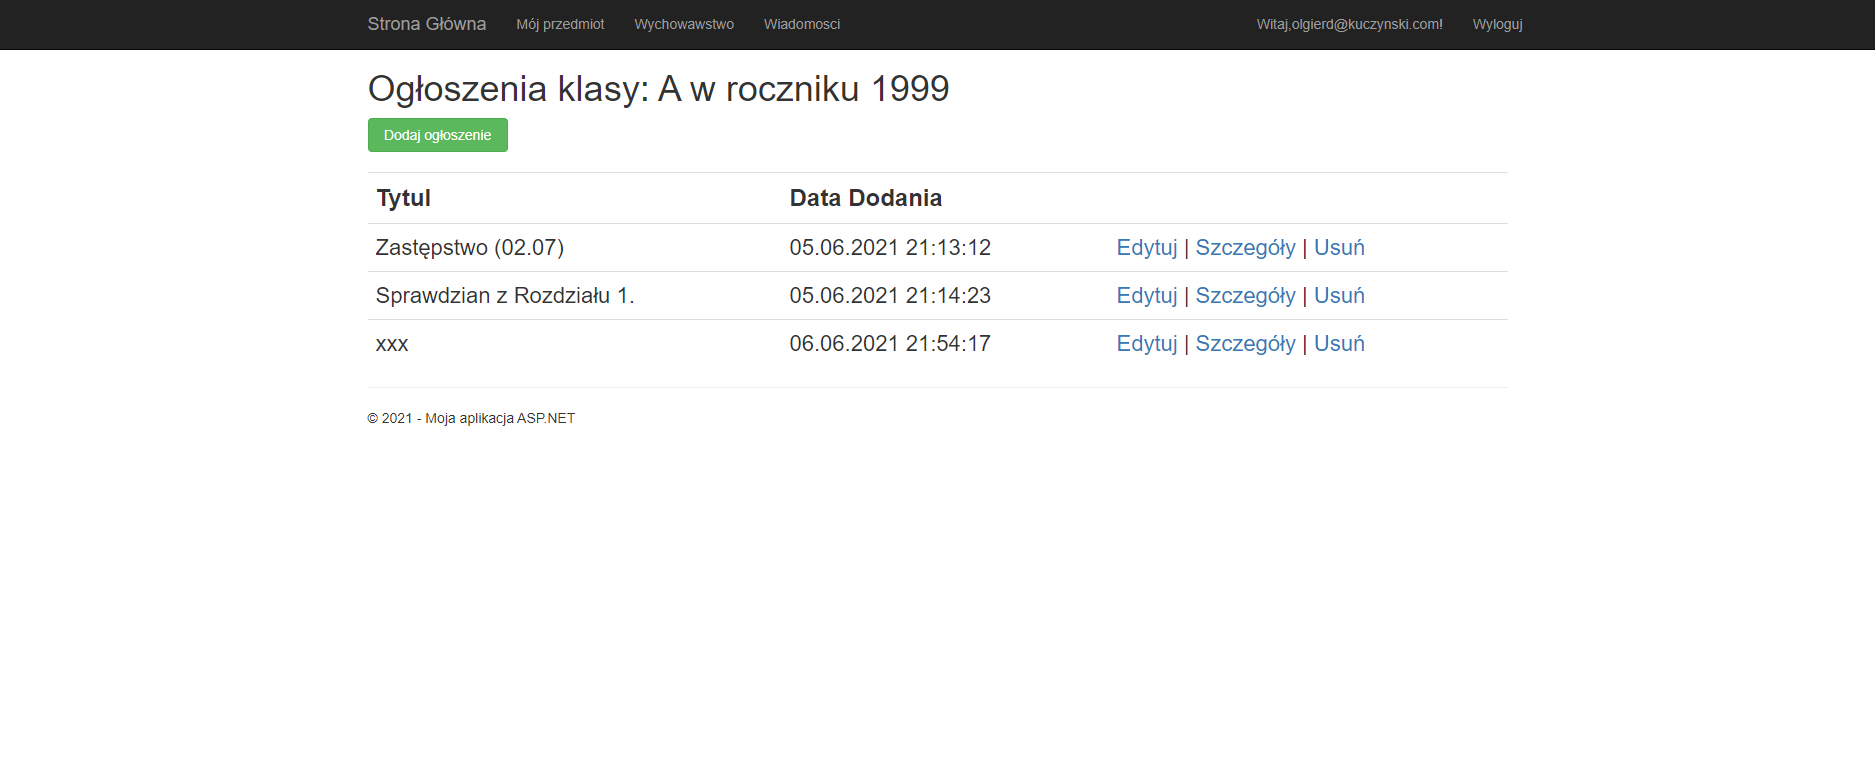 Strona Główna Mój przedmiot Wychowawstwo Wiadomosci Witaj,olgierd@kuczynski.com! Wyloguj
Ogłoszenia klasy: A w roczniku 1999
Dodaj ogłoszenie
Tytul Data Dodania
Zastępstwo (02.07) 05.06.2021 21:13:12 Edytuj | Szczegóły | Usuń
Sprawdzian z Rozdziału 1. 05.06.2021 21:14:23 Edytuj | Szczegóły | Usuń
xxx 06.06.2021 21:54:17 Edytuj | Szczegóły | Usuń
© 2021 - Moja aplikacja ASP.NET